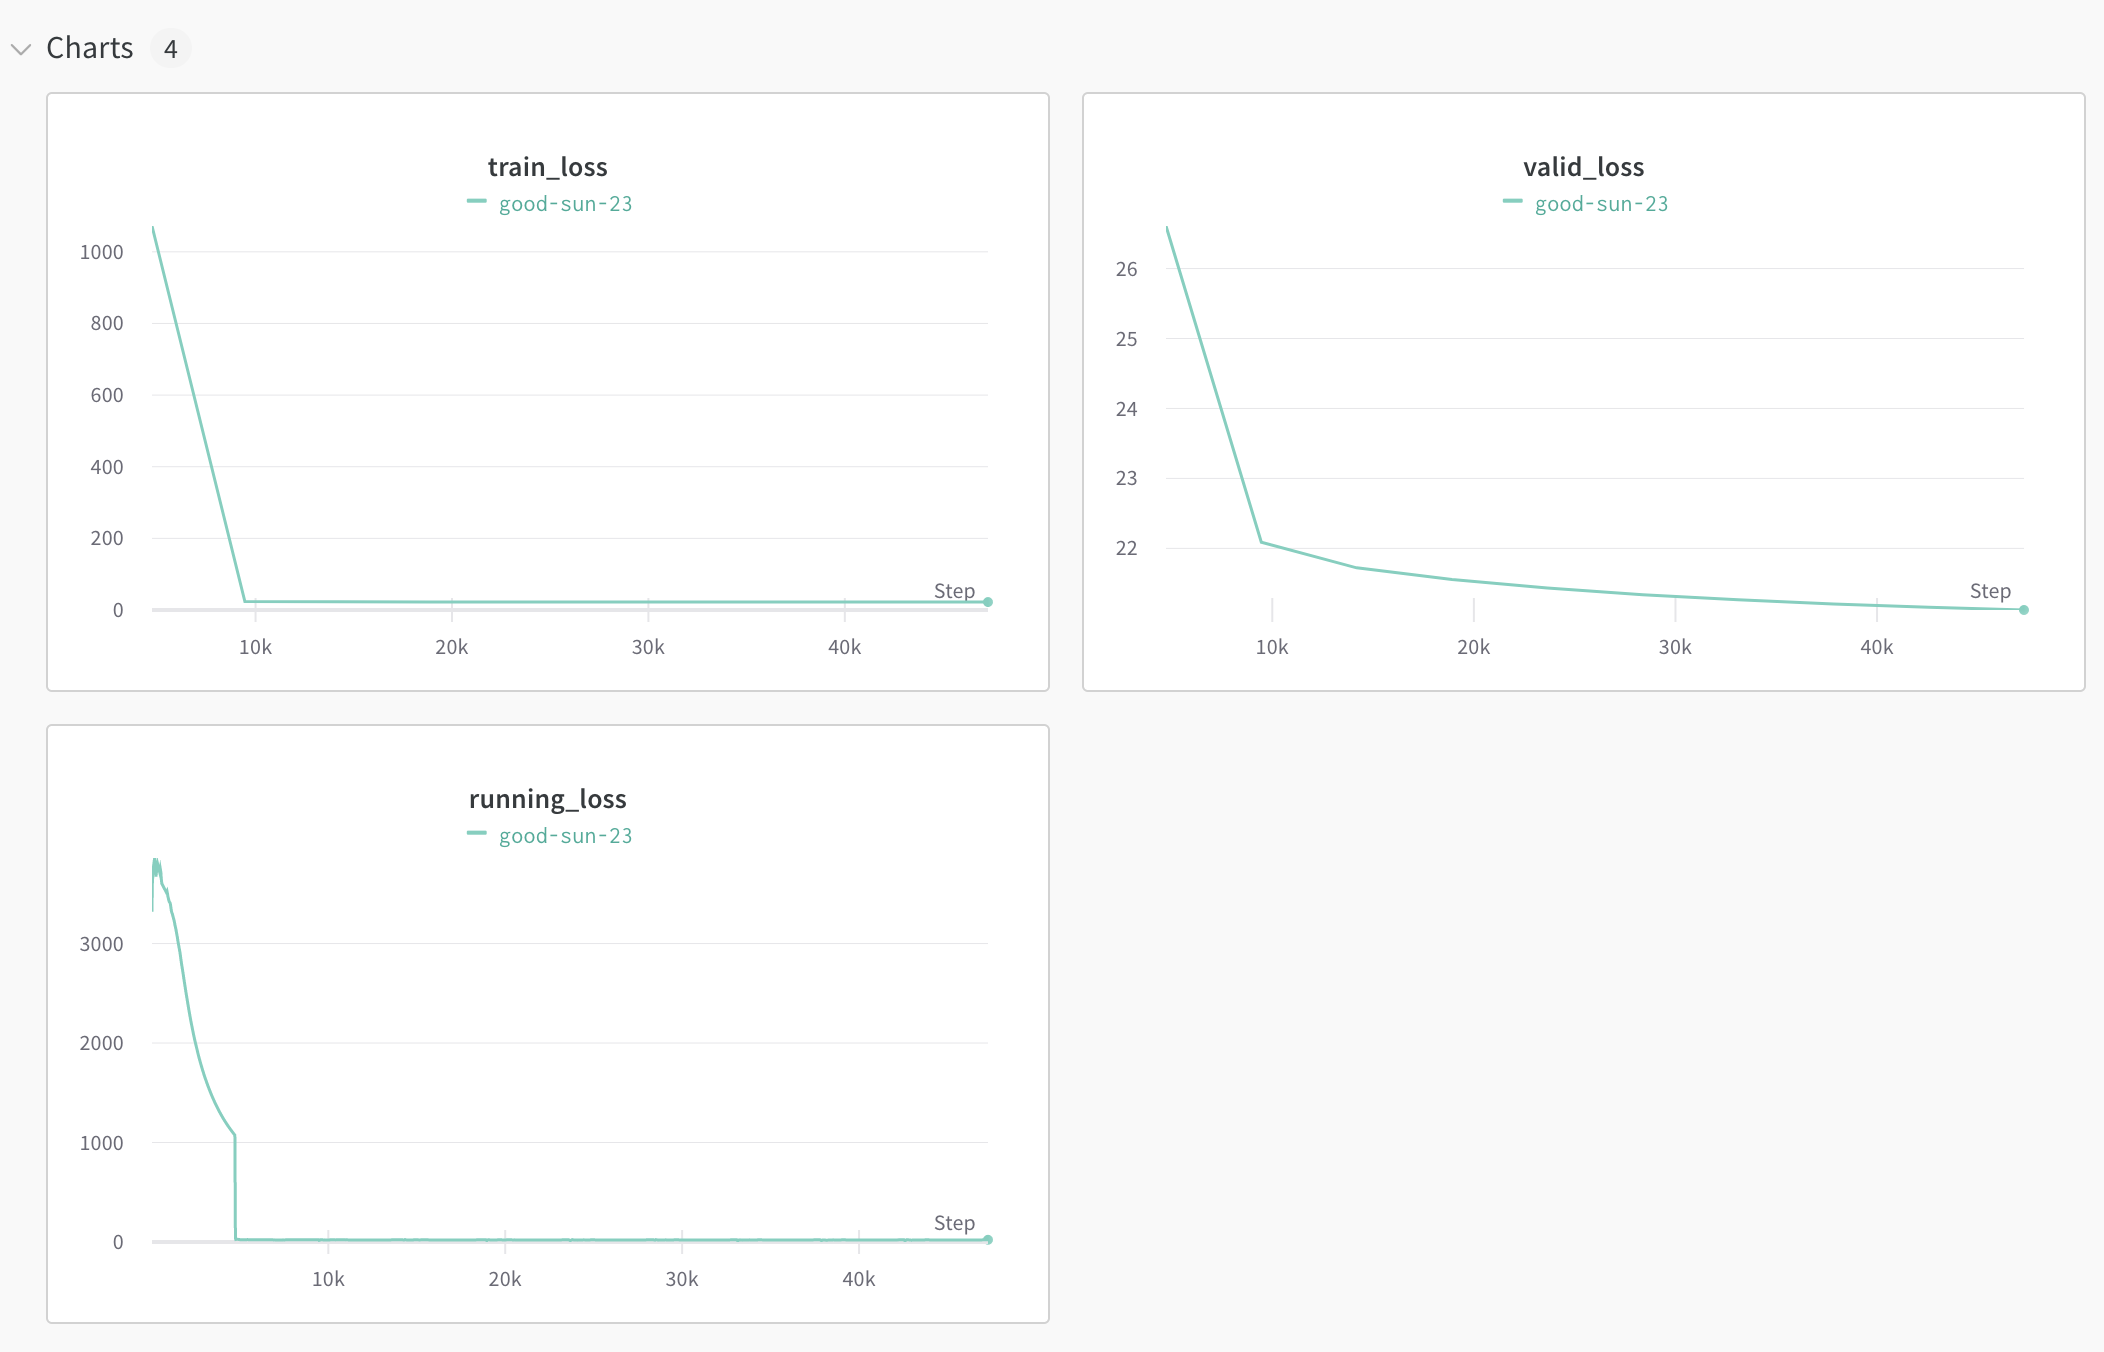 Charts 4
train_loss
good-sun-23
1000
800
600
400
200
0
Step
10k 20k 30k 40k
valid_loss
good-sun-23
26
25
24
23
22
Step
10k 20k 30k 40k
running_loss
good-sun-23
3000
2000
1000
0
Step
10k 20k 30k 40k